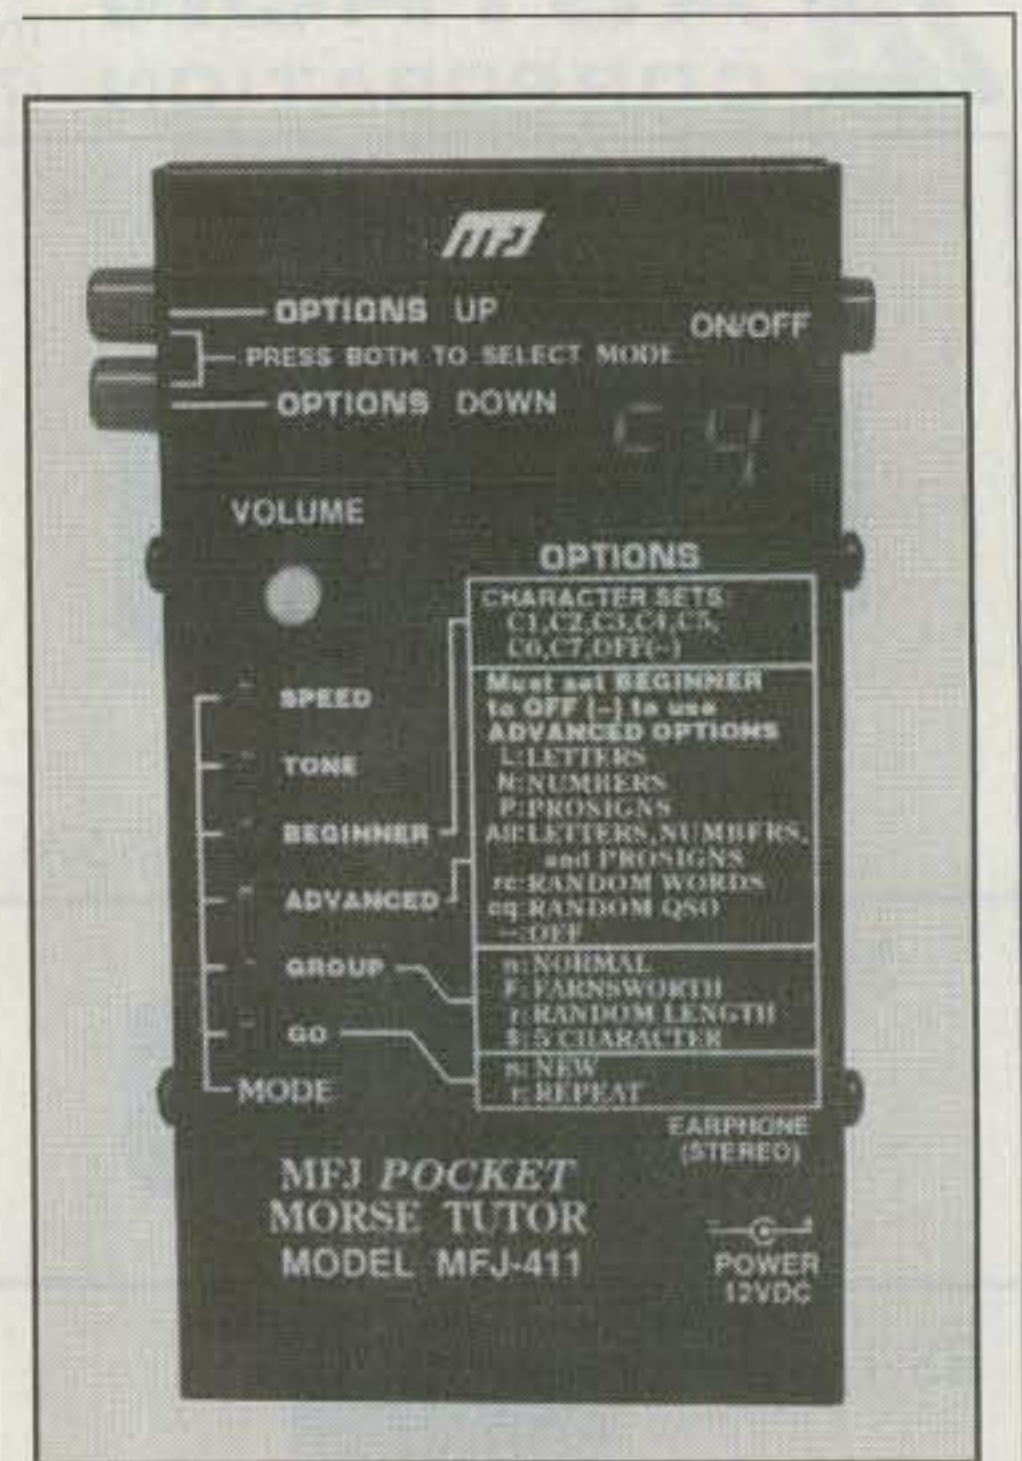 MFJ
OPTIONS UP
ON/OFF
PRESS BOTH TO SELECT MODE
OPTIONS DOWN
C 4
VOLUME
OPTIONS
CHARACTER SETS
C1,C2,C3,C4,C5,
C6,C7,OFF(-)
Must set BEGINNER
to OFF (-) to use
ADVANCED OPTIONS
L:LETTERS
N:NUMBERS
P:PROSIGNS
All:LETTERS,NUMBERS,
and PROSIGNS
rc:RANDOM WORDS
cq:RANDOM QSO
--:OFF
n:NORMAL
F:FARNSWORTH
r:RANDOM LENGTH
5:5 CHARACTER
n:NEW
r:REPEAT
SPEED
TONE
BEGINNER
ADVANCED
GROUP
GO
MODE
EARPHONE
(STEREO)
MFJ POCKET
MORSE TUTOR
MODEL MFJ-411
POWER
12VDC